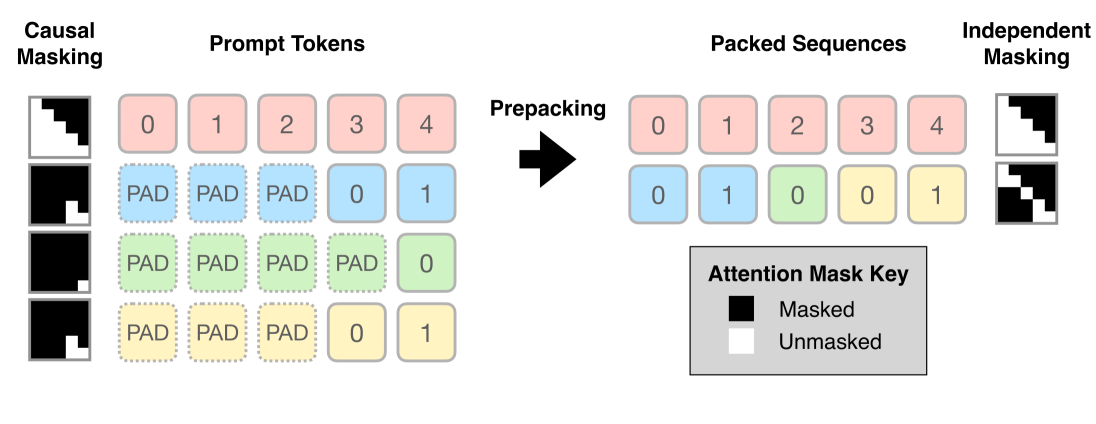 Causal
Masking
Prompt Tokens
Packed Sequences
Independent
Masking
Prepacking
0 1 2 3 4
PAD PAD PAD 0 1
PAD PAD PAD PAD 0
PAD PAD PAD 0 1
0 1 2 3 4
0 1 0 0 1
Attention Mask Key
Masked
Unmasked